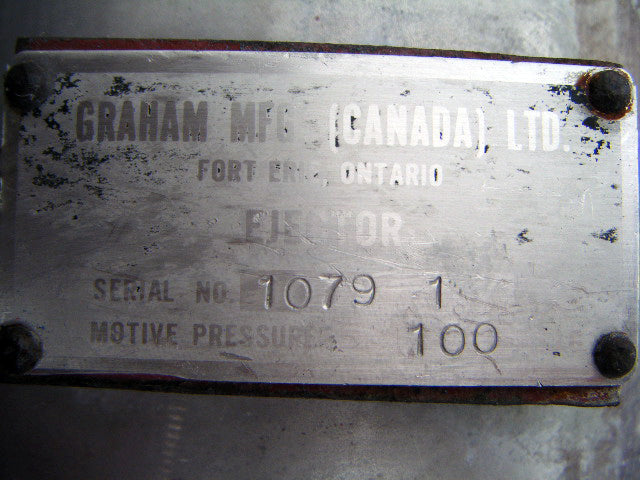 GRAHAM MFG (CANADA) LTD.
FORT ERIE, ONTARIO
EJECTOR
SERIAL NO. 1079 1
MOTIVE PRESSURE 100